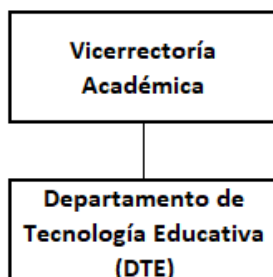 Vicerrectoría
Académica
Departamento de
Tecnología Educativa
(DTE)